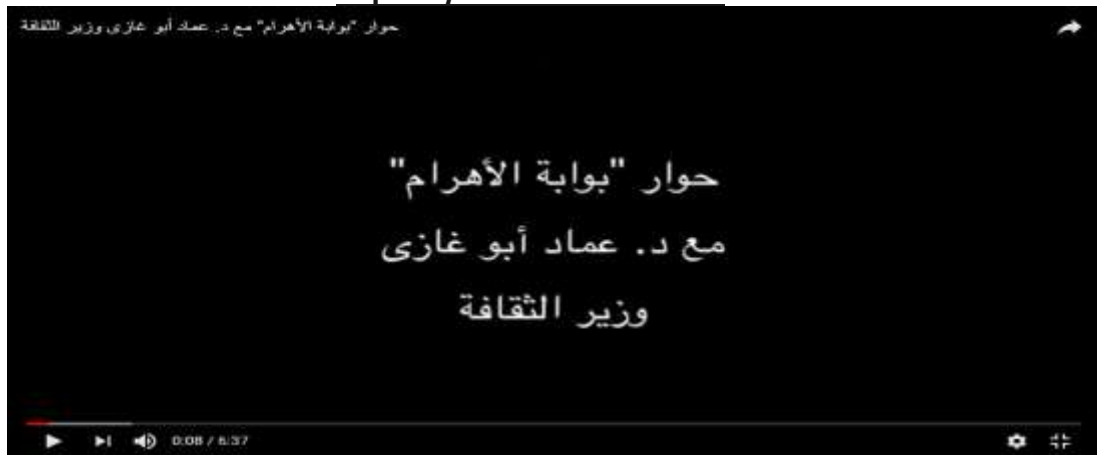 حوار "بوابة الأهرام" مع د. عماد أبو غازى وزير الثقافة
حوار "بوابة الأهرام"
مع د. عماد أبو غازى
وزير الثقافة
0:08 / 6:37